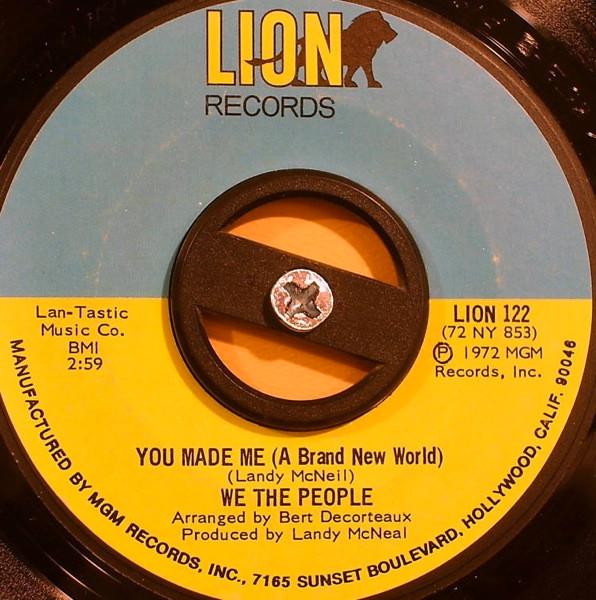 LION
RECORDS
Lan-Tastic
Music Co.
BMI
2:59
LION 122
(72 NY 853)
Ⓟ 1972 MGM
Records, Inc.
YOU MADE ME (A Brand New World)
(Landy McNeil)
WE THE PEOPLE
Arranged by Bert Decorteaux
Produced by Landy McNeal
MANUFACTURED BY MGM RECORDS, INC., 7165 SUNSET BOULEVARD, HOLLYWOOD, CALIF. 90046